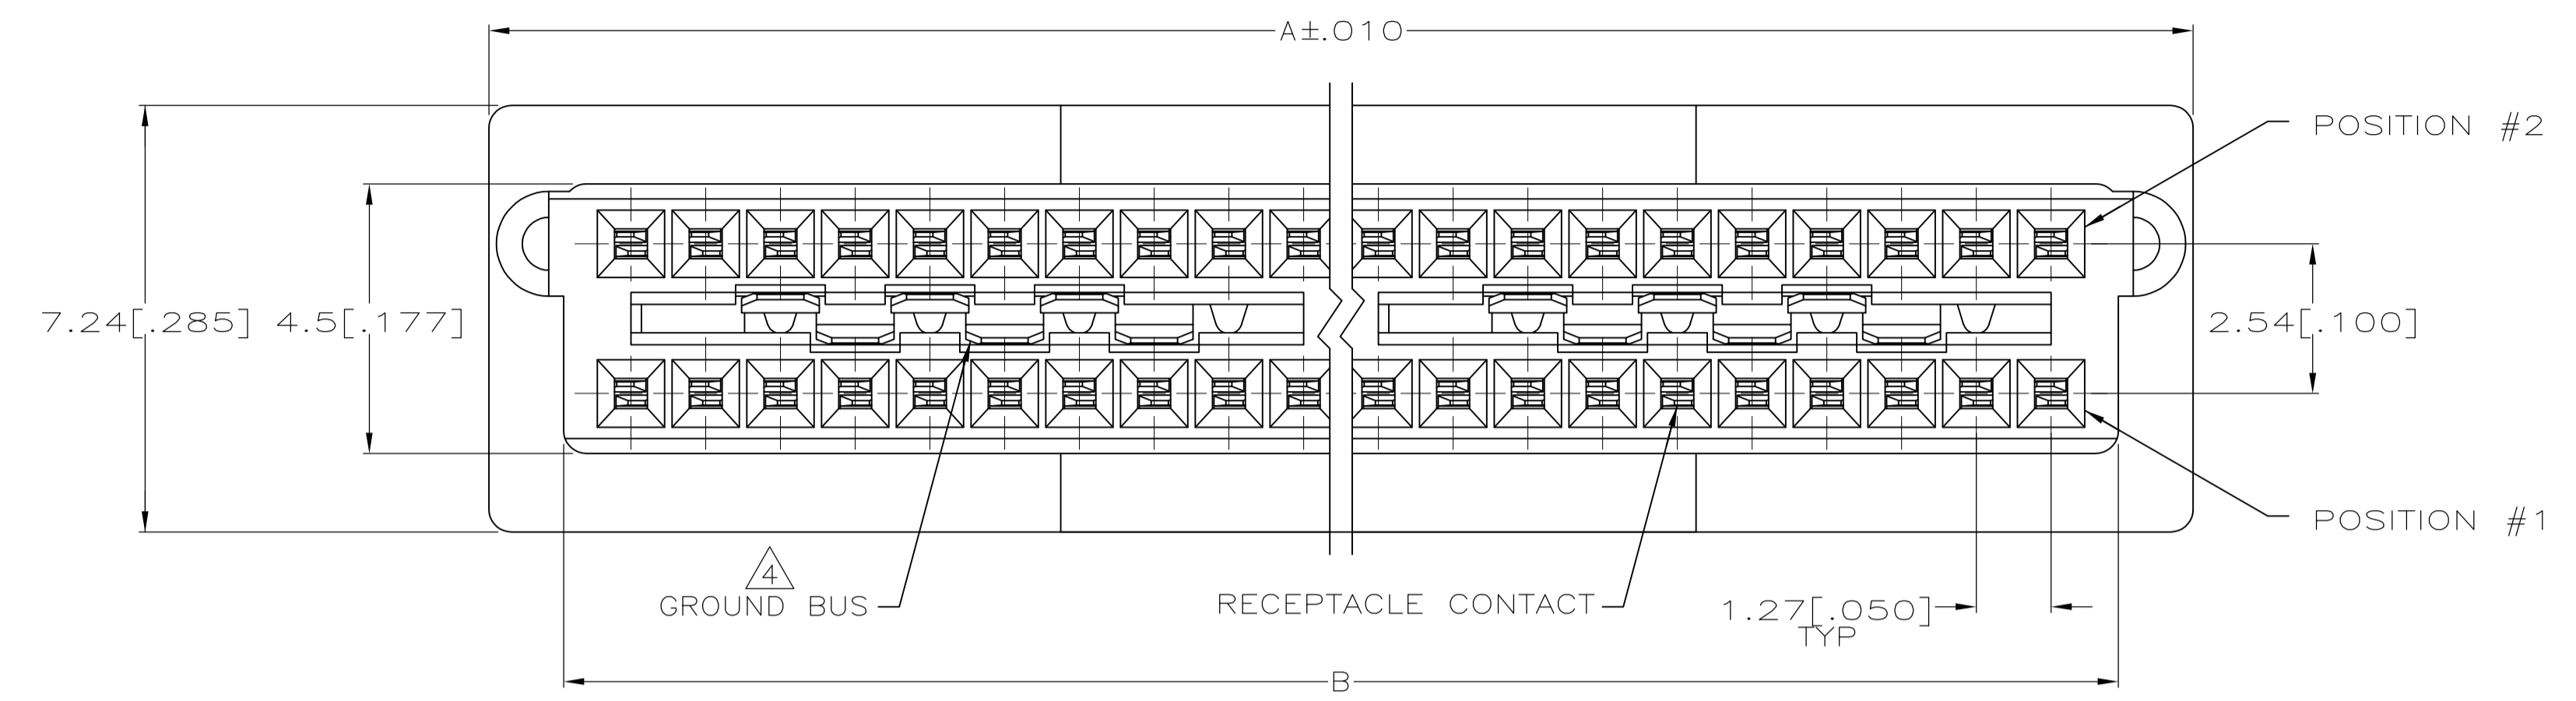 A±.010
POSITION #2
7.24[.285]
4.5[.177]
2.54[.100]
POSITION #1
4
GROUND BUS
RECEPTACLE CONTACT
1.27[.050]
TYP
B